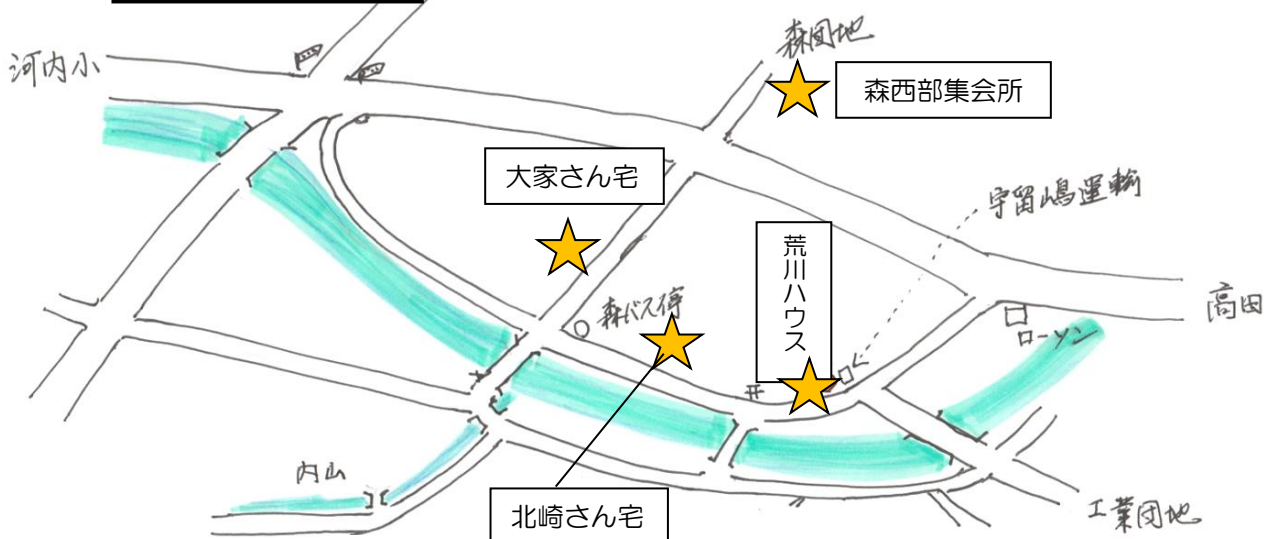 河内小
森団地
森西部集会所
大家さん宅
宇留嶋運輸
荒川ハウス
森バス停
高田
ローソン
内山
北崎さん宅
工業団地